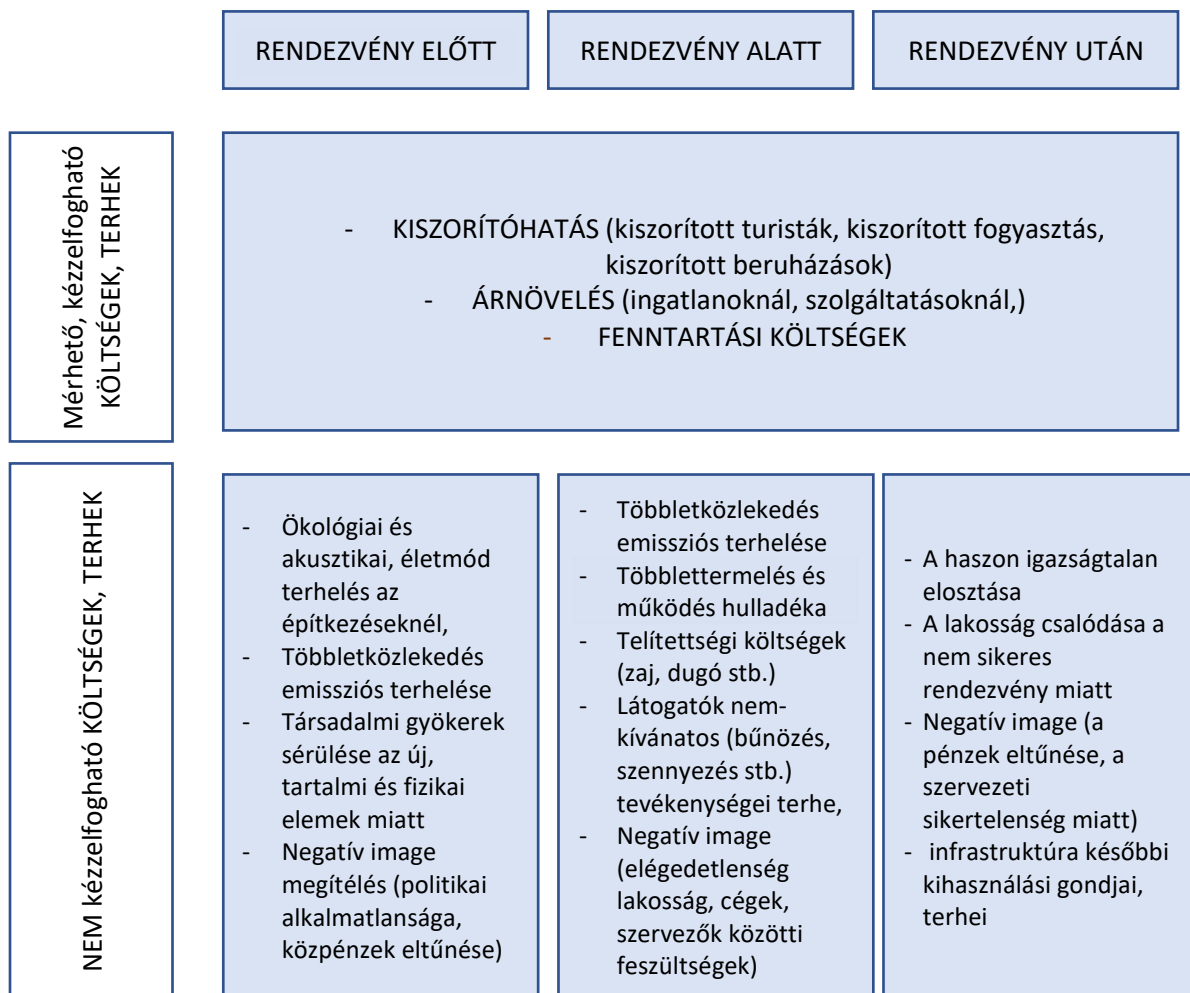 RENDEZVÉNY ELŐTT
RENDEZVÉNY ALATT
RENDEZVÉNY UTÁN
Mérhető, kézzelfogható
KÖLTSÉGEK, TERHEK
- KISZORÍTÓHATÁS (kiszorított turisták, kiszorított fogyasztás,
kiszorított beruházások)
- ÁRNÖVELÉS (ingatlanoknál, szolgáltatásoknál,)
- FENNTARTÁSI KÖLTSÉGEK
NEM kézzelfogható KÖLTSÉGEK, TERHEK
- Ökológiai és
akusztikai, életmód
terhelés az
építkezéseknél,
- Többletközlekedés
emissziós terhelése
- Társadalmi gyökerek
sérülése az új,
tartalmi és fizikai
elemek miatt
- Negatív image
megítélés (politikai
alkalmatlansága,
közpénzek eltűnése)
- Többletközlekedés
emissziós terhelése
- Többlettermelés és
működés hulladéka
- Telítettségi költségek
(zaj, dugó stb.)
- Látogatók nem-
kívánatos (bűnözés,
szennyezés stb.)
tevékenységei terhe,
- Negatív image
(elégedetlenség
lakosság, cégek,
szervezők közötti
feszültségek)
- A haszon igazságtalan
elosztása
- A lakosság csalódása a
nem sikeres
rendezvény miatt
- Negatív image (a
pénzek eltűnése, a
szervezeti
sikertelenség miatt)
- infrastruktúra későbbi
kihasználási gondjai,
terhei